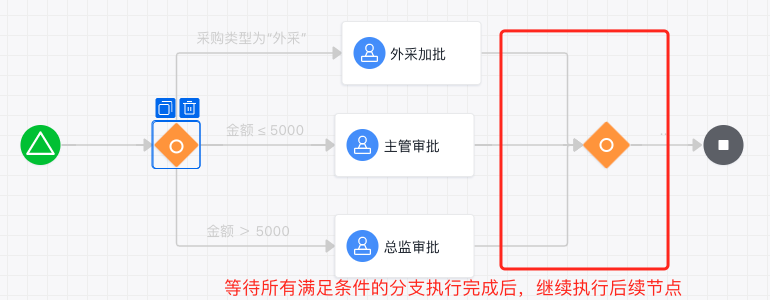 采购类型为“外采”
外采加批
金额 ≤ 5000
主管审批
..
金额 ＞ 5000
总监审批
等待所有满足条件的分支执行完成后，继续执行后续节点